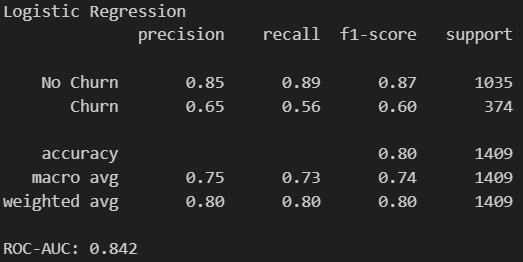 Logistic Regression
precision recall f1-score support
No Churn 0.85 0.89 0.87 1035
Churn 0.65 0.56 0.60 374
accuracy 0.80 1409
macro avg 0.75 0.73 0.74 1409
weighted avg 0.80 0.80 0.80 1409
ROC-AUC: 0.842